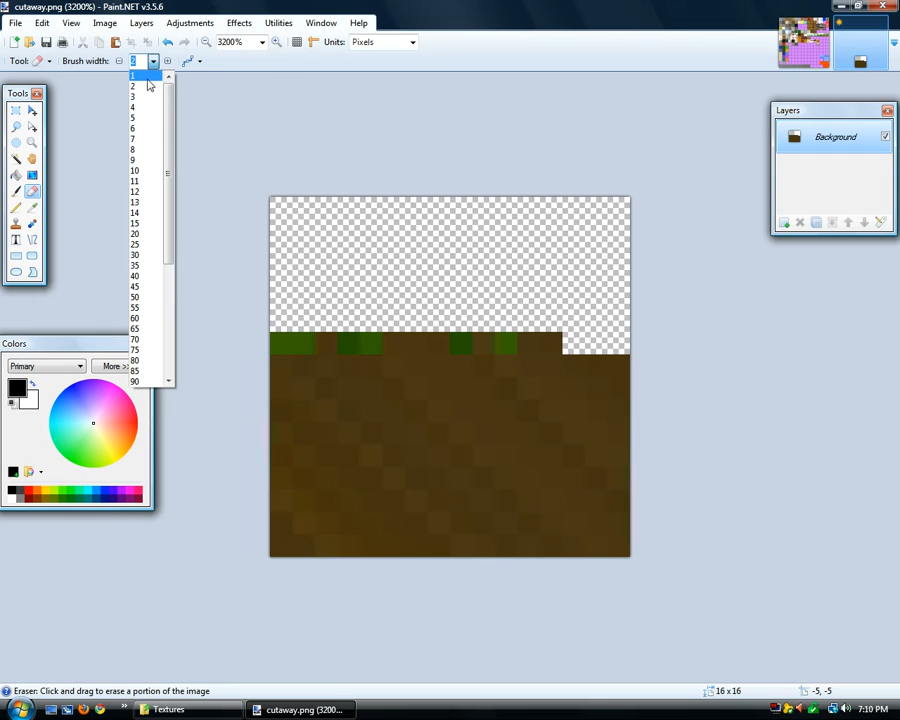 cutaway.png (3200%) - Paint.NET v3.5.6
File Edit View Image Layers Adjustments Effects Utilities Window Help
3200% Units: Pixels
Tool: Brush width: 2
1
2
3
4
5
6
7
8
9
10
11
12
13
14
15
20
25
30
35
40
45
50
55
60
65
70
75
80
85
90
Tools
Layers
Background
Colors
Primary More >>
Eraser: Click and drag to erase a portion of the image
16 x 16
-5, -5
Textures
cutaway.png (3200...
7:10 PM